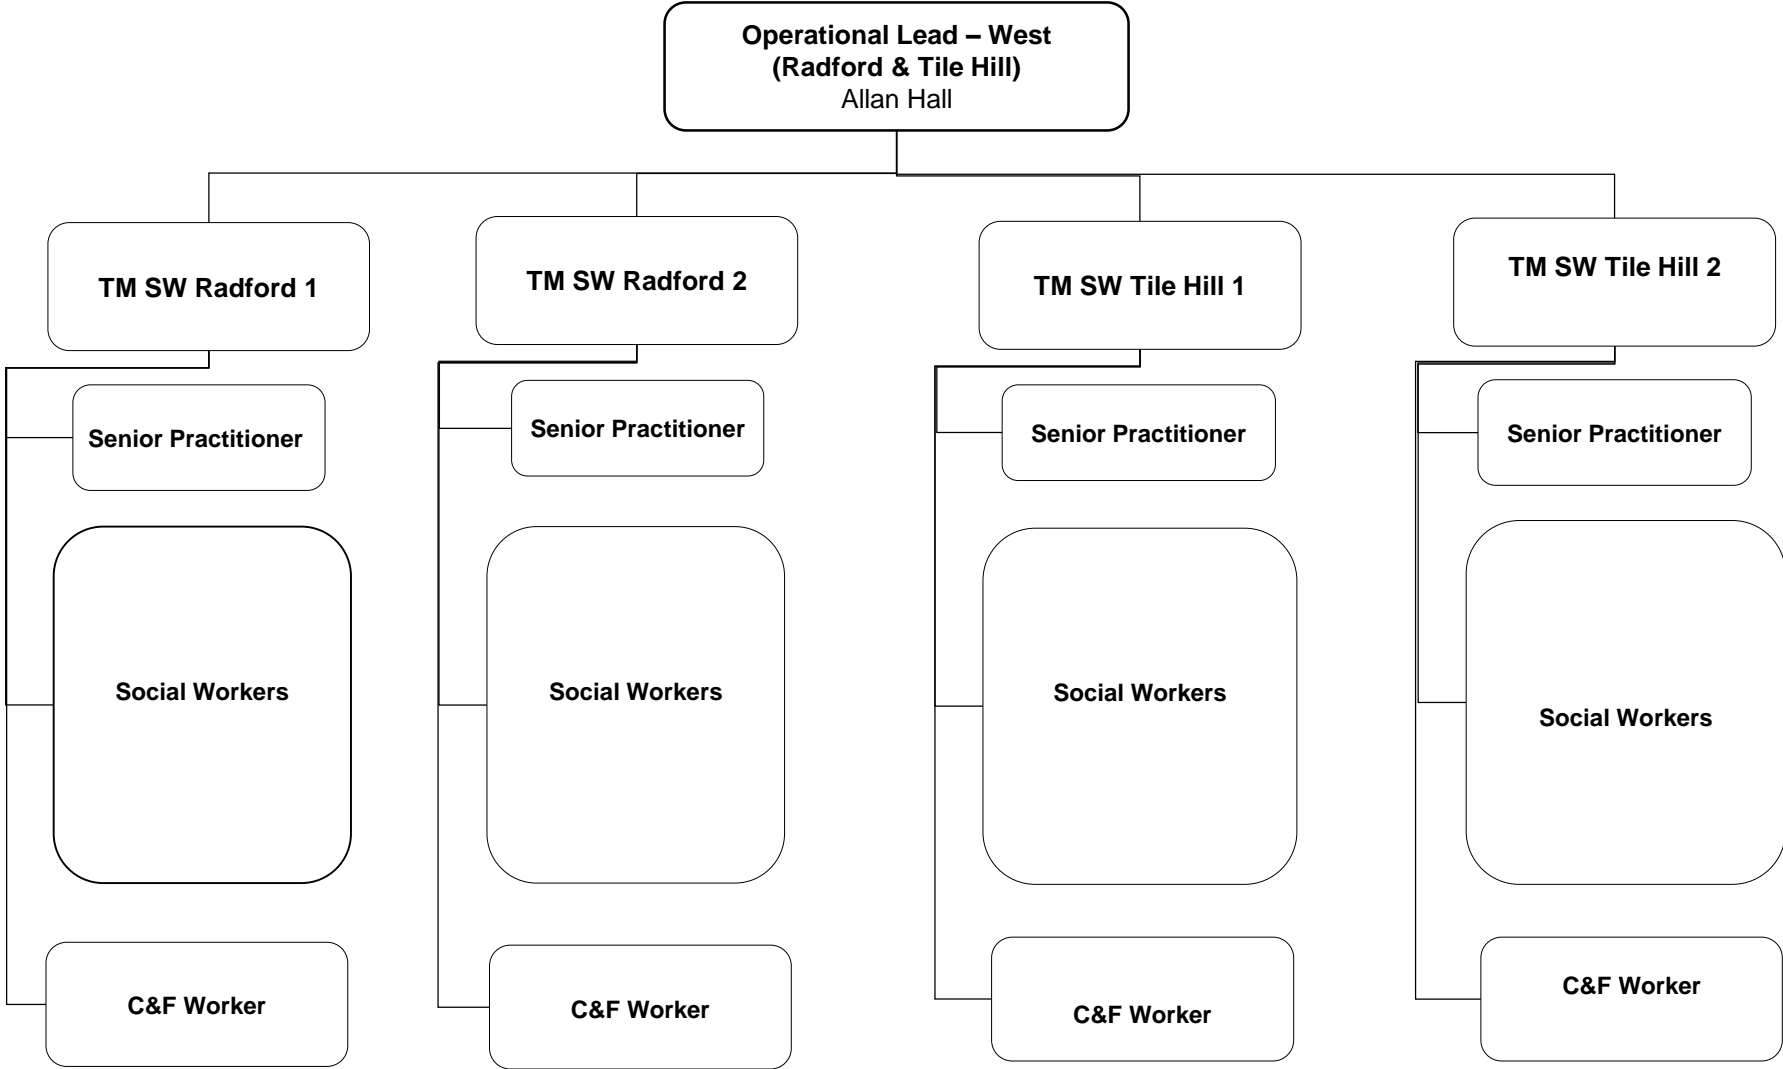 Operational Lead – West
(Radford & Tile Hill)
Allan Hall
TM SW Radford 1
TM SW Radford 2
TM SW Tile Hill 1
TM SW Tile Hill 2
Senior Practitioner
Senior Practitioner
Senior Practitioner
Senior Practitioner
Social Workers
Social Workers
Social Workers
Social Workers
C&F Worker
C&F Worker
C&F Worker
C&F Worker